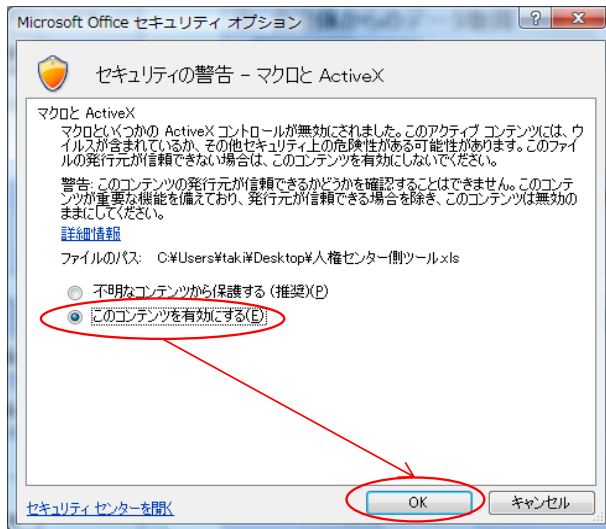 Microsoft Office セキュリティ オプション
セキュリティの警告 - マクロと ActiveX
マクロと ActiveX
マクロといくつかの ActiveX コントロールが無効にされました。このアクティブ コンテンツには、ウ
イルスが含まれているか、その他セキュリティ上の危険性がある可能性があります。このファイ
ルの発行元が信頼できない場合は、このコンテンツを有効にしないでください。
警告: このコンテンツの発行元が信頼できるかどうかを確認することはできません。このコンテ
ンツが重要な機能を備えており、発行元が信頼できる場合を除き、このコンテンツは無効の
ままにしてください。
詳細情報
ファイルのパス: C:¥Users¥taki¥Desktop¥人権センター側ツール.xls
不明なコンテンツから保護する (推奨)(P)
このコンテンツを有効にする(E)
セキュリティ センターを開く
OK
キャンセル